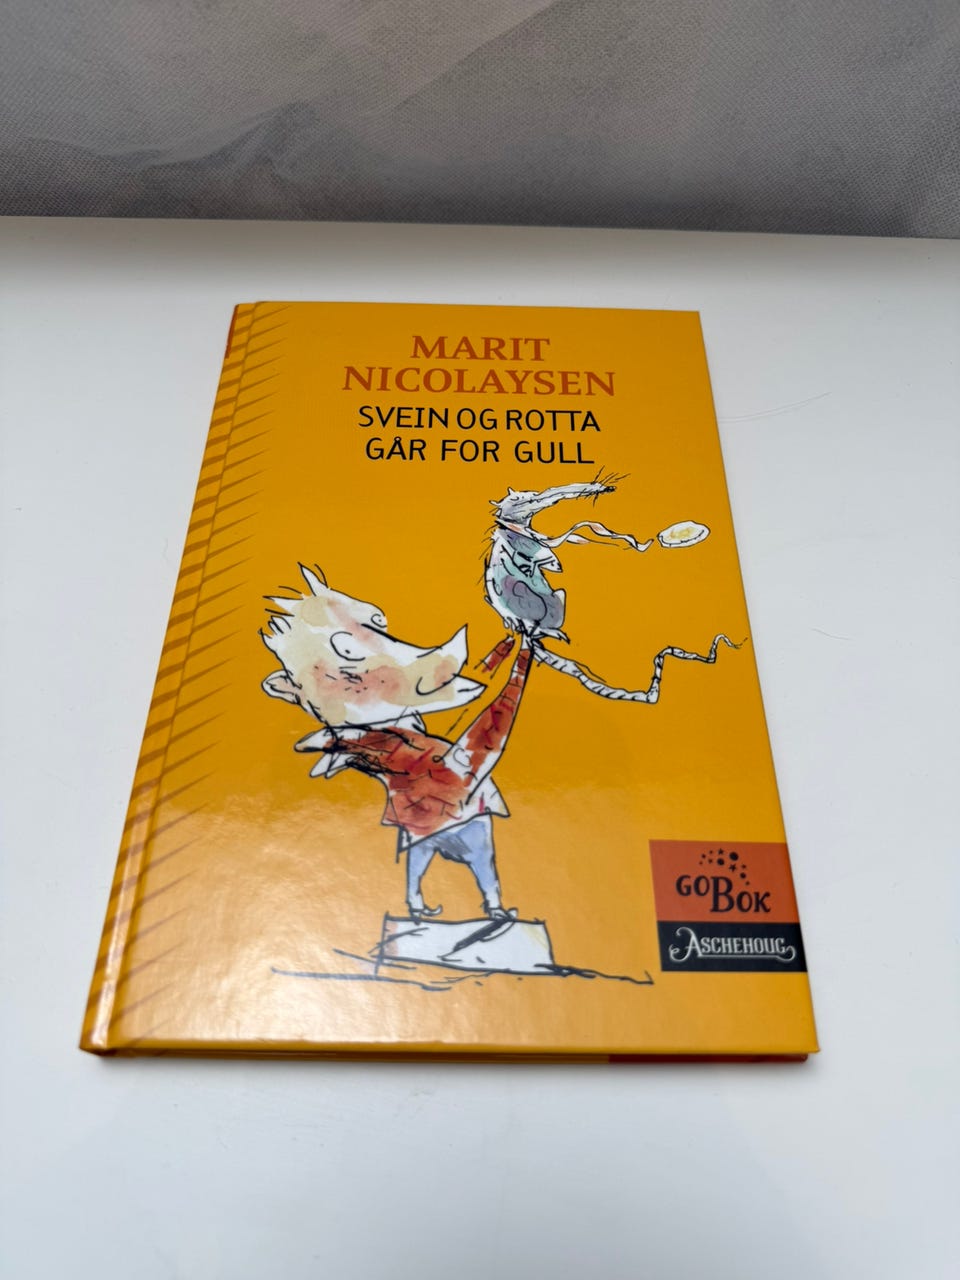 MARIT
NICOLAYSEN
SVEIN OG ROTTA
GÅR FOR GULL
GO BOK
ASCHEHOUG